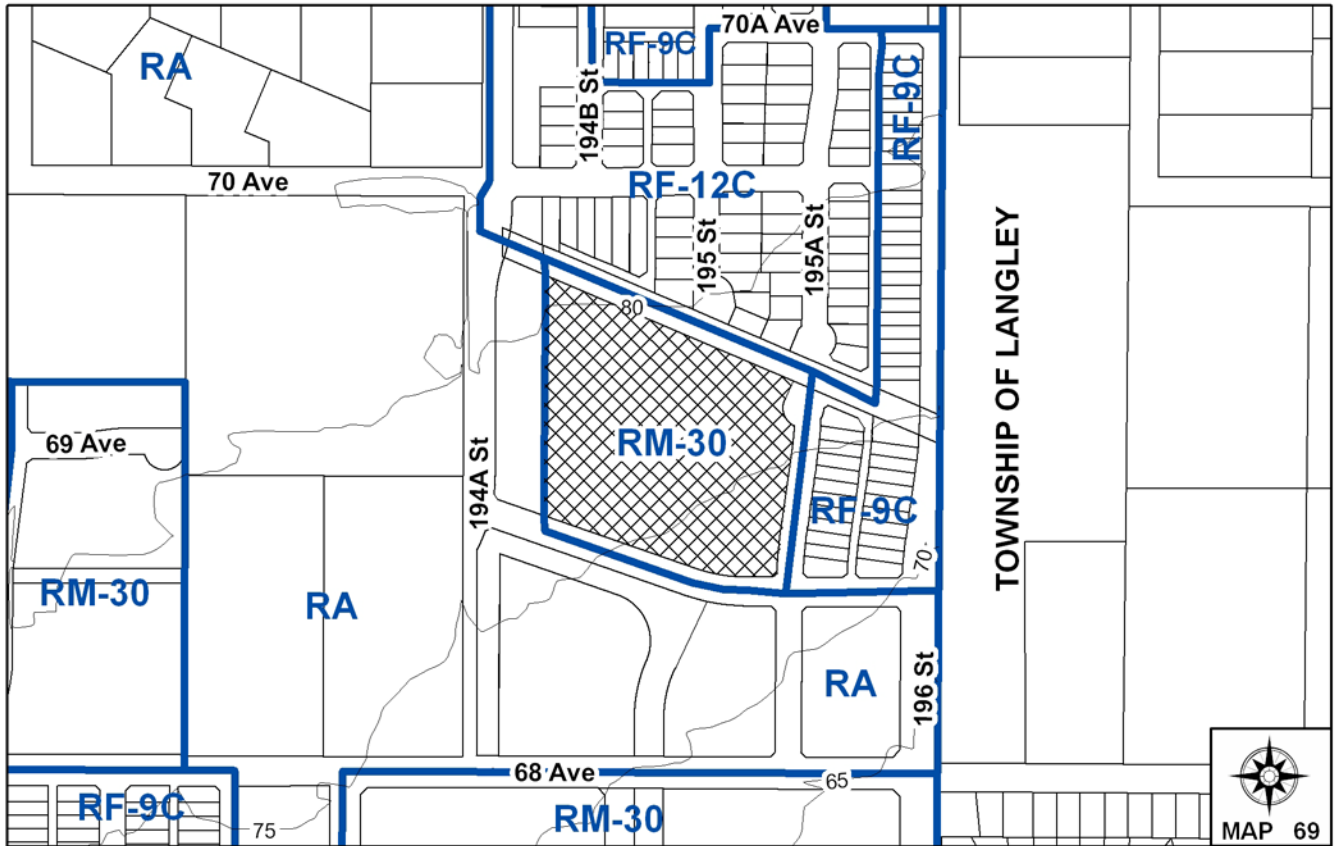 70A Ave
RF-9C
RA
RF-9C
194B St
70 Ave
RF-12C
195 St
195A St
80
TOWNSHIP OF LANGLEY
69 Ave
RM-30
194A St
RF-9C
70
RM-30
RA
RA
196 St
68 Ave
65
RF-9C
75
RM-30
MAP 69